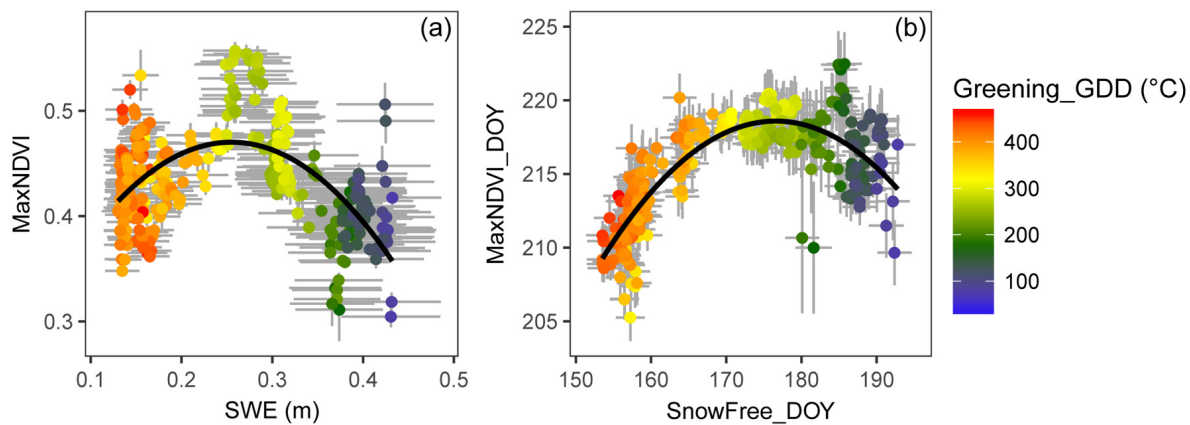 (a)
MaxNDVI
0.5
0.4
0.3
0.1 0.2 0.3 0.4 0.5
SWE (m)
(b)
MaxNDVI_DOY
225
220
215
210
205
150 160 170 180 190
SnowFree_DOY
Greening_GDD (°C)
400
300
200
100